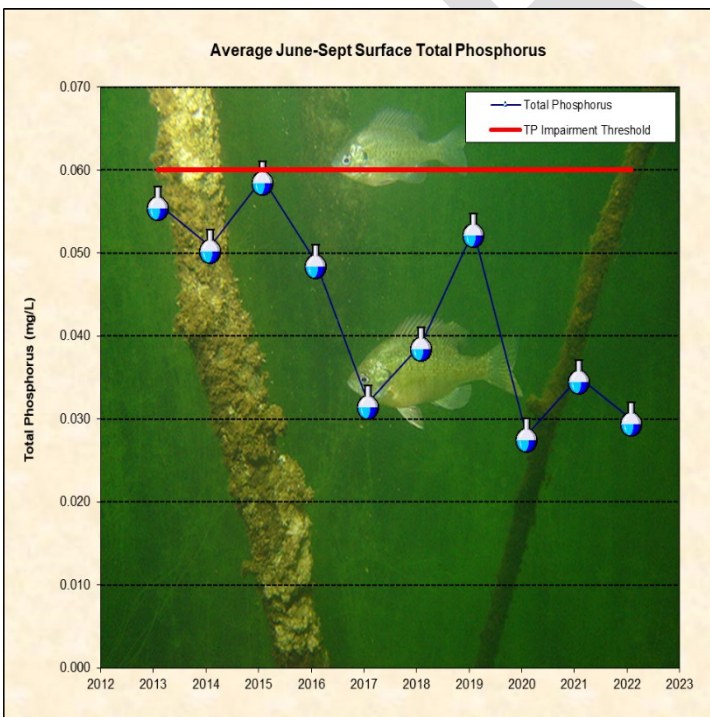 Average June-Sept Surface Total Phosphorus
Total Phosphorus
TP Impairment Threshold
Total Phosphorus (mg/L)
0.070
0.060
0.050
0.040
0.030
0.020
0.010
0.000
2012 2013 2014 2015 2016 2017 2018 2019 2020 2021 2022 2023